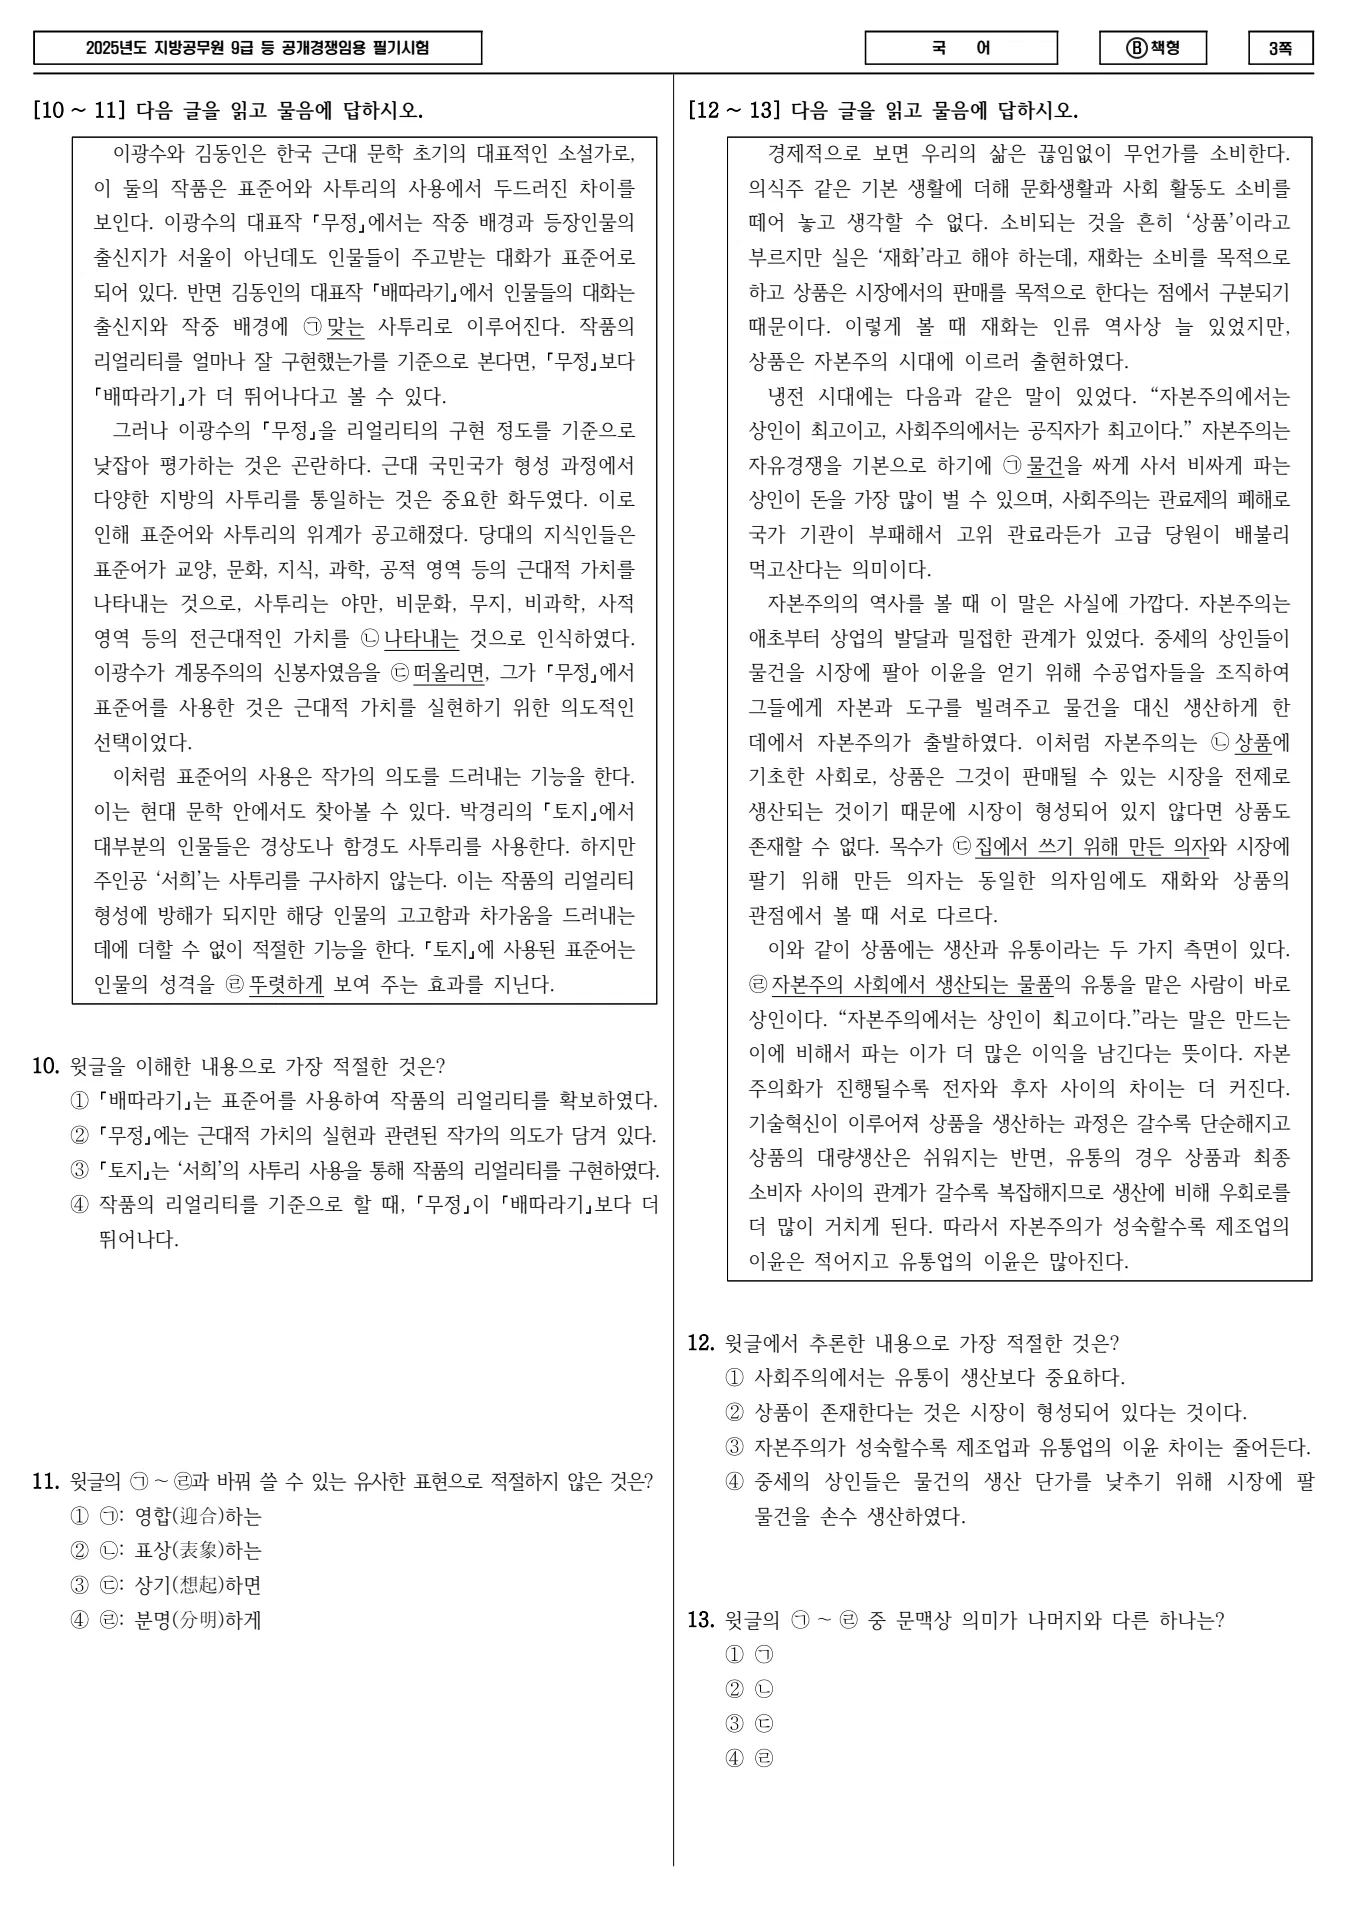 2025년도 지방공무원 9급 등 공개경쟁임용 필기시험
국 어
Ⓑ책형
3쪽
[10 ~ 11] 다음 글을 읽고 물음에 답하시오.
이광수와 김동인은 한국 근대 문학 초기의 대표적인 소설가로,
이 둘의 작품은 표준어와 사투리의 사용에서 두드러진 차이를
보인다. 이광수의 대표작 「무정」에서는 작중 배경과 등장인물의
출신지가 서울이 아닌데도 인물들이 주고받는 대화가 표준어로
되어 있다. 반면 김동인의 대표작 「배따라기」에서 인물들의 대화는
출신지와 작중 배경에 ㉠맞는 사투리로 이루어진다. 작품의
리얼리티를 얼마나 잘 구현했는가를 기준으로 본다면, 「무정」보다
「배따라기」가 더 뛰어나다고 볼 수 있다.
그러나 이광수의 「무정」을 리얼리티의 구현 정도를 기준으로
낮잡아 평가하는 것은 곤란하다. 근대 국민국가 형성 과정에서
다양한 지방의 사투리를 통일하는 것은 중요한 화두였다. 이로
인해 표준어와 사투리의 위계가 공고해졌다. 당대의 지식인들은
표준어가 교양, 문화, 지식, 과학, 공적 영역 등의 근대적 가치를
나타내는 것으로, 사투리는 야만, 비문화, 무지, 비과학, 사적
영역 등의 전근대적인 가치를 ㉡나타내는 것으로 인식하였다.
이광수가 계몽주의의 신봉자였음을 ㉢떠올리면, 그가 「무정」에서
표준어를 사용한 것은 근대적 가치를 실현하기 위한 의도적인
선택이었다.
이처럼 표준어의 사용은 작가의 의도를 드러내는 기능을 한다.
이는 현대 문학 안에서도 찾아볼 수 있다. 박경리의 「토지」에서
대부분의 인물들은 경상도나 함경도 사투리를 사용한다. 하지만
주인공 ‘서희’는 사투리를 구사하지 않는다. 이는 작품의 리얼리티
형성에 방해가 되지만 해당 인물의 고고함과 차가움을 드러내는
데에 더할 수 없이 적절한 기능을 한다. 「토지」에 사용된 표준어는
인물의 성격을 ㉣뚜렷하게 보여 주는 효과를 지닌다.
10. 윗글을 이해한 내용으로 가장 적절한 것은?
① 「배따라기」는 표준어를 사용하여 작품의 리얼리티를 확보하였다.
② 「무정」에는 근대적 가치의 실현과 관련된 작가의 의도가 담겨 있다.
③ 「토지」는 ‘서희’의 사투리 사용을 통해 작품의 리얼리티를 구현하였다.
④ 작품의 리얼리티를 기준으로 할 때, 「무정」이 「배따라기」보다 더
뛰어나다.
11. 윗글의 ㉠ ~ ㉣과 바꿔 쓸 수 있는 유사한 표현으로 적절하지 않은 것은?
① ㉠: 영합(迎合)하는
② ㉡: 표상(表象)하는
③ ㉢: 상기(想起)하면
④ ㉣: 분명(分明)하게
[12 ~ 13] 다음 글을 읽고 물음에 답하시오.
경제적으로 보면 우리의 삶은 끊임없이 무언가를 소비한다.
의식주 같은 기본 생활에 더해 문화생활과 사회 활동도 소비를
떼어 놓고 생각할 수 없다. 소비되는 것을 흔히 ‘상품’이라고
부르지만 실은 ‘재화’라고 해야 하는데, 재화는 소비를 목적으로
하고 상품은 시장에서의 판매를 목적으로 한다는 점에서 구분되기
때문이다. 이렇게 볼 때 재화는 인류 역사상 늘 있었지만,
상품은 자본주의 시대에 이르러 출현하였다.
냉전 시대에는 다음과 같은 말이 있었다. “자본주의에서는
상인이 최고이고, 사회주의에서는 공직자가 최고이다.” 자본주의는
자유경쟁을 기본으로 하기에 ㉠물건을 싸게 사서 비싸게 파는
상인이 돈을 가장 많이 벌 수 있으며, 사회주의는 관료제의 폐해로
국가 기관이 부패해서 고위 관료라든가 고급 당원이 배불리
먹고산다는 의미이다.
자본주의의 역사를 볼 때 이 말은 사실에 가깝다. 자본주의는
애초부터 상업의 발달과 밀접한 관계가 있었다. 중세의 상인들이
물건을 시장에 팔아 이윤을 얻기 위해 수공업자들을 조직하여
그들에게 자본과 도구를 빌려주고 물건을 대신 생산하게 한
데에서 자본주의가 출발하였다. 이처럼 자본주의는 ㉡상품에
기초한 사회로, 상품은 그것이 판매될 수 있는 시장을 전제로
생산되는 것이기 때문에 시장이 형성되어 있지 않다면 상품도
존재할 수 없다. 목수가 ㉢집에서 쓰기 위해 만든 의자와 시장에
팔기 위해 만든 의자는 동일한 의자임에도 재화와 상품의
관점에서 볼 때 서로 다르다.
이와 같이 상품에는 생산과 유통이라는 두 가지 측면이 있다.
㉣자본주의 사회에서 생산되는 물품의 유통을 맡은 사람이 바로
상인이다. “자본주의에서는 상인이 최고이다.”라는 말은 만드는
이에 비해서 파는 이가 더 많은 이익을 남긴다는 뜻이다. 자본
주의화가 진행될수록 전자와 후자 사이의 차이는 더 커진다.
기술혁신이 이루어져 상품을 생산하는 과정은 갈수록 단순해지고
상품의 대량생산은 쉬워지는 반면, 유통의 경우 상품과 최종
소비자 사이의 관계가 갈수록 복잡해지므로 생산에 비해 우회로를
더 많이 거치게 된다. 따라서 자본주의가 성숙할수록 제조업의
이윤은 적어지고 유통업의 이윤은 많아진다.
12. 윗글에서 추론한 내용으로 가장 적절한 것은?
① 사회주의에서는 유통이 생산보다 중요하다.
② 상품이 존재한다는 것은 시장이 형성되어 있다는 것이다.
③ 자본주의가 성숙할수록 제조업과 유통업의 이윤 차이는 줄어든다.
④ 중세의 상인들은 물건의 생산 단가를 낮추기 위해 시장에 팔
물건을 손수 생산하였다.
13. 윗글의 ㉠ ~ ㉣ 중 문맥상 의미가 나머지와 다른 하나는?
① ㉠
② ㉡
③ ㉢
④ ㉣